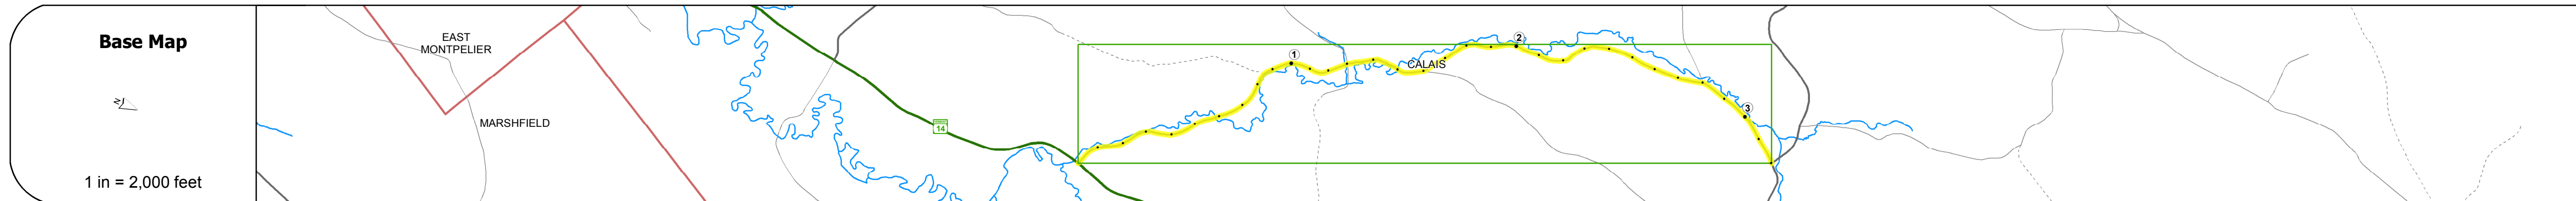 Base Map
N
1 in = 2,000 feet
EAST
MONTPELIER
MARSHFIELD
14
1
CALAIS
2
3